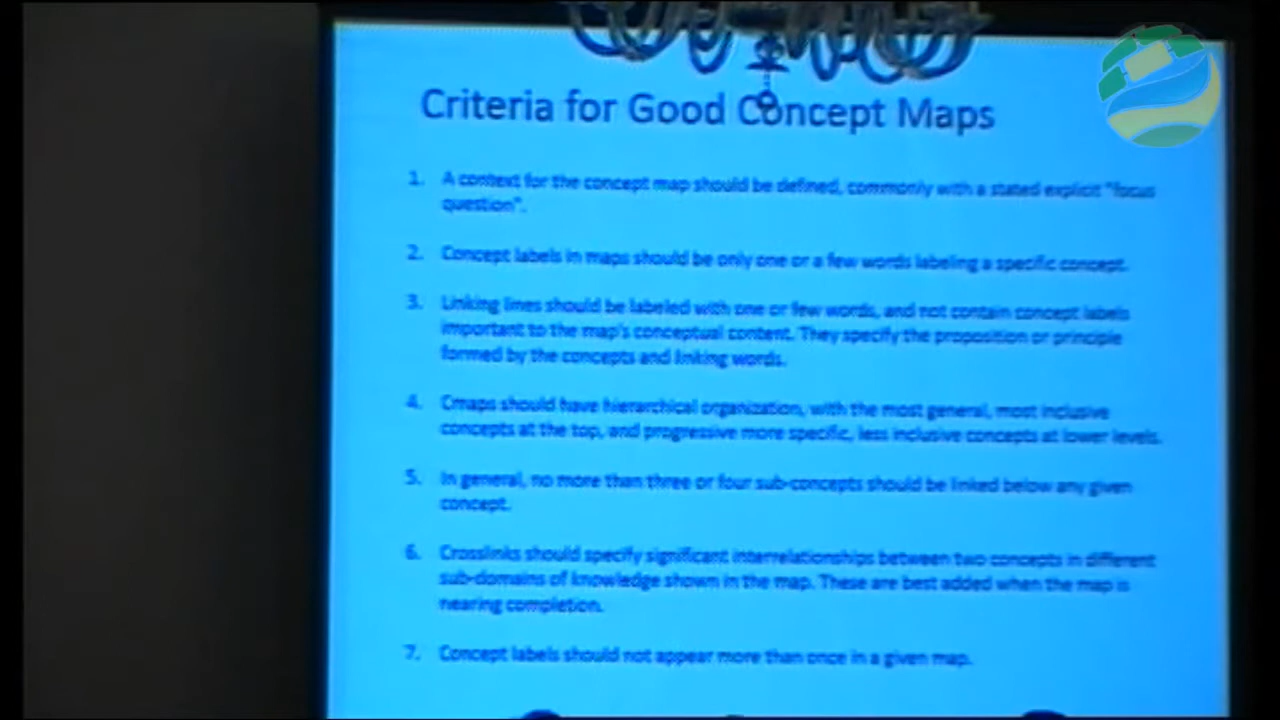 Criteria for Good Concept Maps
1. A context for the concept map should be defined, commonly with a stated explicit "focus
question".
2. Concept labels in maps should be only one or a few words labeling a specific concept.
3. Linking lines should be labeled with one or few words, and not contain concept labels
important to the map's conceptual content. They specify the proposition or principle
formed by the concepts and linking words.
4. Cmaps should have hierarchical organization, with the most general, most inclusive
concepts at the top, and progressive more specific, less inclusive concepts at lower levels.
5. In general, no more than three or four sub-concepts should be linked below any given
concept.
6. Crosslinks should specify significant interrelationships between two concepts in different
sub-domains of knowledge shown in the map. These are best added when the map is
nearing completion.
7. Concept labels should not appear more than once in a given map.